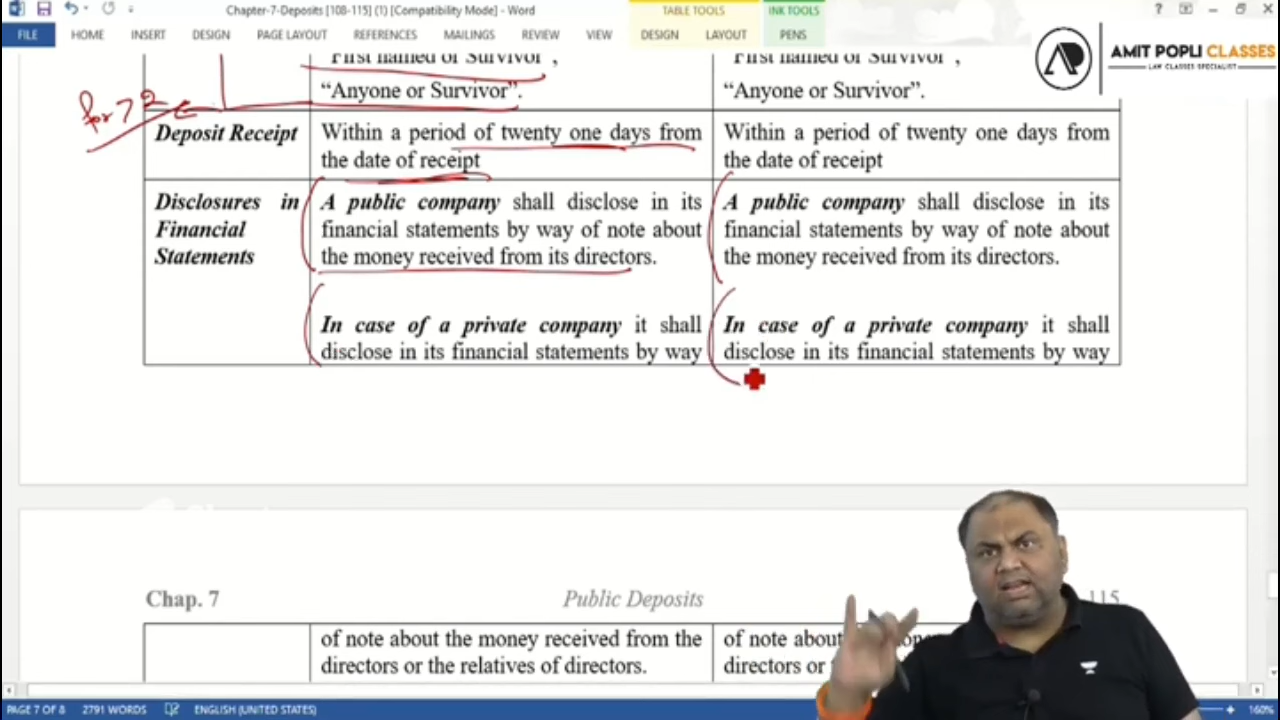 Chapter-7-Deposits [108-115] (1) [Compatibility Mode] - Word
TABLE TOOLS
INK TOOLS
FILE HOME INSERT DESIGN PAGE LAYOUT REFERENCES MAILINGS REVIEW VIEW DESIGN LAYOUT PENS
AMIT POPLI CLASSES
LAW CLASSES SPECIALIST
"First named or Survivor",
"First named or Survivor",
"Anyone or Survivor".
"Anyone or Survivor".
Deposit Receipt
Within a period of twenty one days from
the date of receipt
Within a period of twenty one days from
the date of receipt
Disclosures in
Financial
Statements
A public company shall disclose in its
financial statements by way of note about
the money received from its directors.
In case of a private company it shall
disclose in its financial statements by way
A public company shall disclose in its
financial statements by way of note about
the money received from its directors.
In case of a private company it shall
disclose in its financial statements by way
Chap. 7
Public Deposits
115
of note about the money received from the
directors or the relatives of directors.
of note about
directors or
PAGE 7 OF 8 2791 WORDS ENGLISH (UNITED STATES) 160%